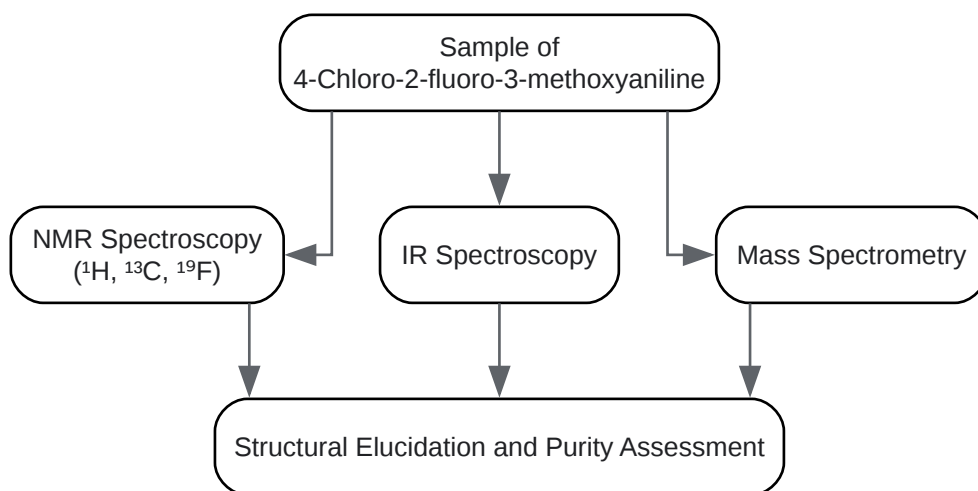 Sample of
4-Chloro-2-fluoro-3-methoxyaniline
NMR Spectroscopy
(¹H, ¹³C, ¹⁹F)
IR Spectroscopy
Mass Spectrometry
Structural Elucidation and Purity Assessment